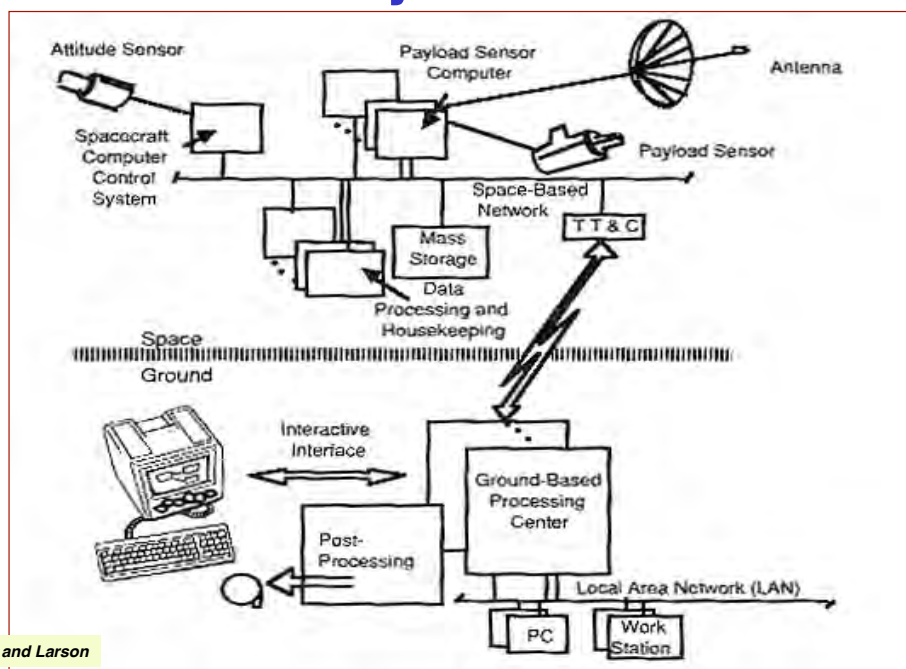 Attitude Sensor
Payload Sensor
Computer
Antenna
Spacocraft
Computer
Control
System
Payload Sensor
Space-Based
Network
T T & C
Mass
Storage
Data
Processing and
Housekeeping
Space
Ground
Interactive
Interface
Ground-Based
Processing
Center
Post-
Processing
Local Area Network (LAN)
PC
Work
Station
and Larson